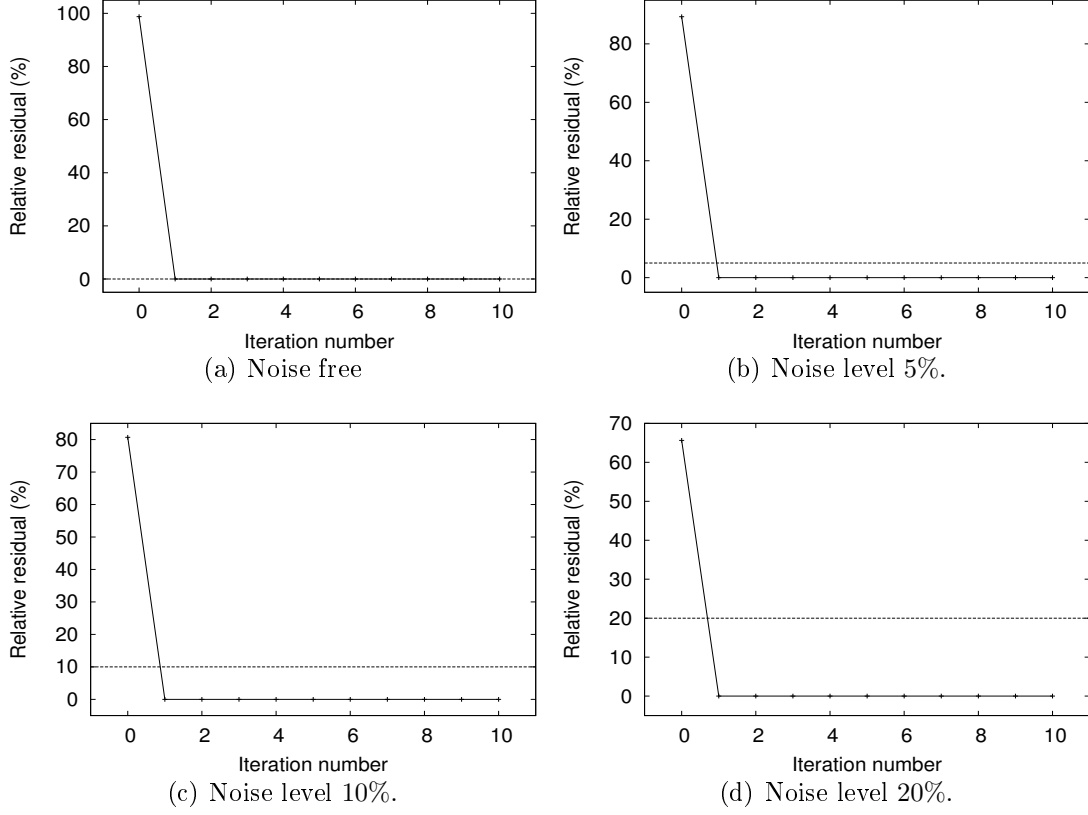 100
80
60
40
20
0
Relative residual (%)
0 2 4 6 8 10
Iteration number
(a) Noise free
80
60
40
20
0
Relative residual (%)
0 2 4 6 8 10
Iteration number
(b) Noise level 5%.
80
70
60
50
40
30
20
10
0
Relative residual (%)
0 2 4 6 8 10
Iteration number
(c) Noise level 10%.
70
60
50
40
30
20
10
0
Relative residual (%)
0 2 4 6 8 10
Iteration number
(d) Noise level 20%.